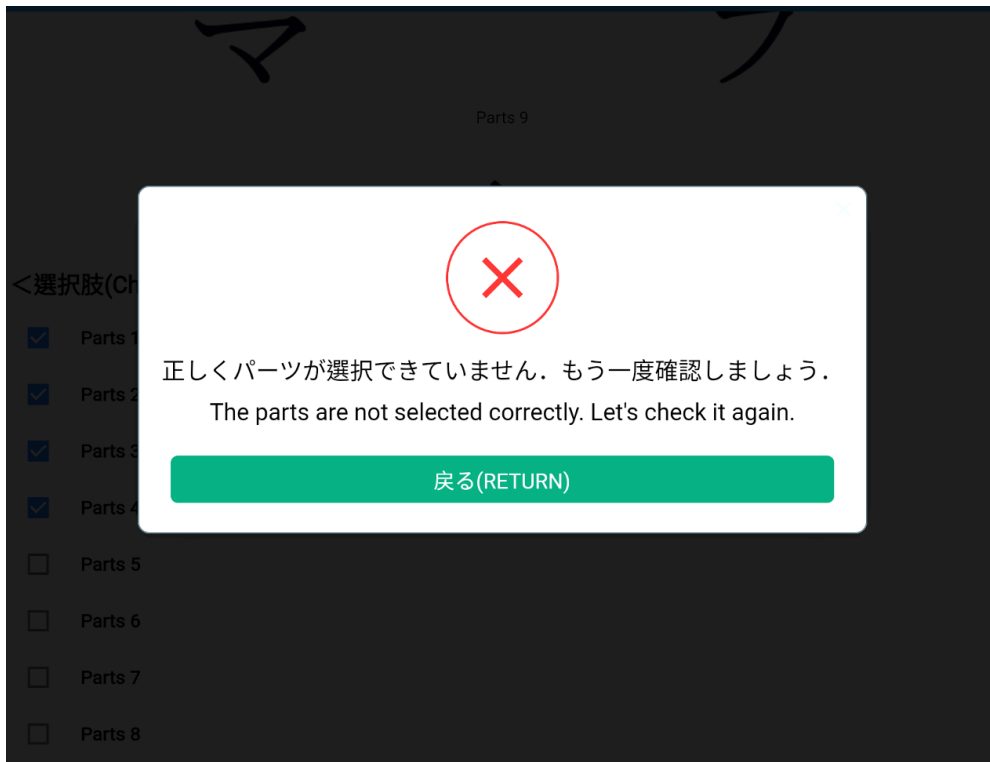 マ フ
Parts 9
＜選択肢(Ch
Parts 1
Parts 2
Parts 3
Parts 4
Parts 5
Parts 6
Parts 7
Parts 8
正しくパーツが選択できていません．もう一度確認しましょう．
The parts are not selected correctly. Let's check it again.
戻る(RETURN)